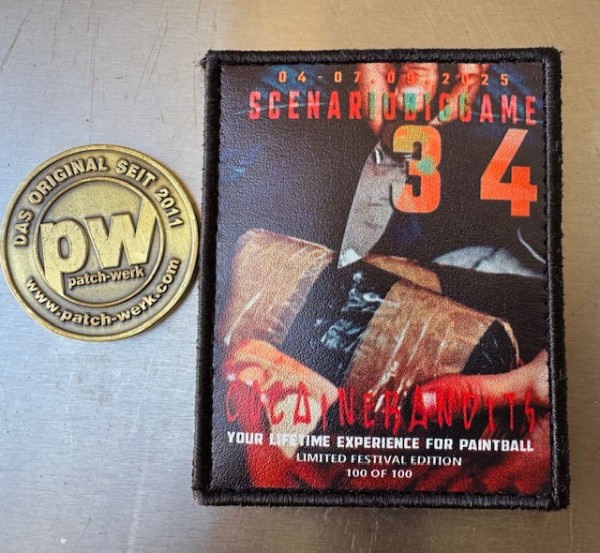 DAS ORIGINAL SEIT 2011
pw
patch-werk
www.patch-werk.com
04-07.09.2025
SCENARIOBIGGAME
34
COCAINEBANDITS
YOUR LIFETIME EXPERIENCE FOR PAINTBALL
LIMITED FESTIVAL EDITION
100 OF 100